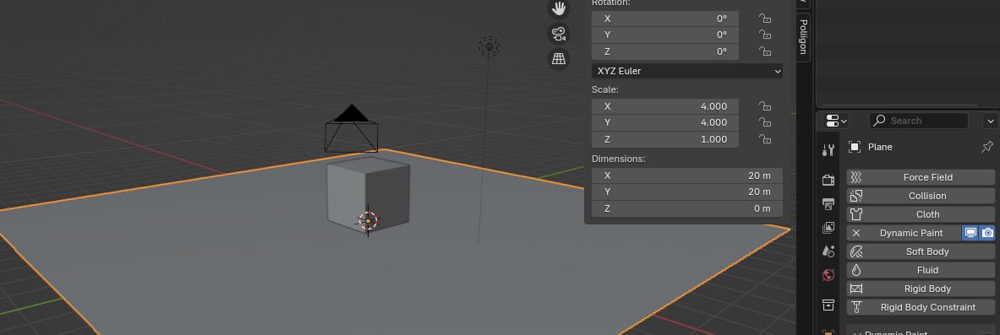 Rotation:
X 0°
Y 0°
Z 0°
XYZ Euler
Scale:
X 4.000
Y 4.000
Z 1.000
Dimensions:
X 20 m
Y 20 m
Z 0 m
Poliigon
Search
Plane
Force Field
Collision
Cloth
Dynamic Paint
Soft Body
Fluid
Rigid Body
Rigid Body Constraint
Dynamic Paint